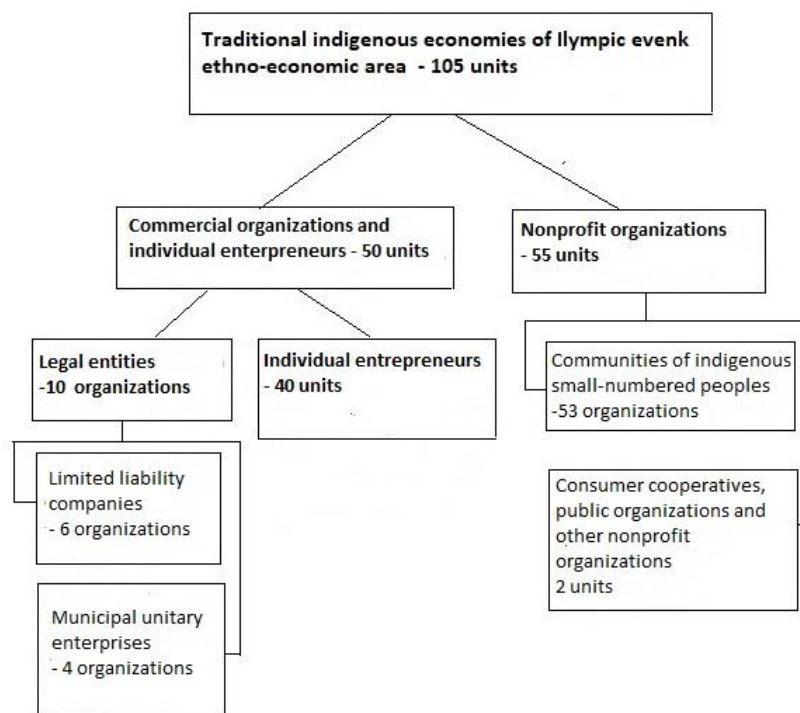 Traditional indigenous economies of Ilympic evenk
ethno-economic area - 105 units
Commercial organizations and
individual enterpreneurs - 50 units
Nonprofit organizations
- 55 units
Legal entities
-10 organizations
Individual entrepreneurs
- 40 units
Communities of indigenous
small-numbered peoples
-53 organizations
Limited liability
companies
- 6 organizations
Consumer cooperatives,
public organizations and
other nonprofit
organizations
2 units
Municipal unitary
enterprises
- 4 organizations